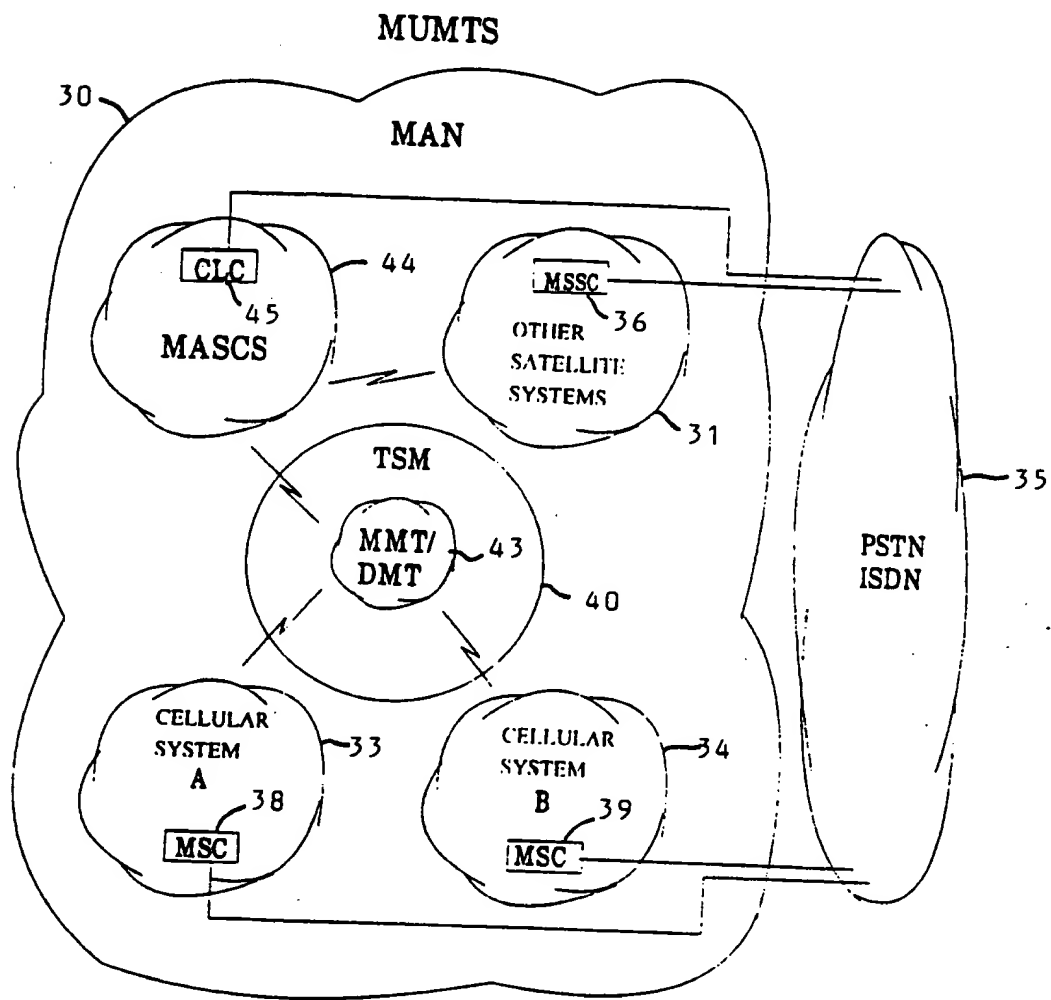 MUMTS
30
MAN
CLC
44
45
MASCS
MSSC
36
OTHER
SATELLITE
SYSTEMS
31
TSM
MMT/
DMT
43
40
35
PSTN
ISDN
CELLULAR
SYSTEM
A
33
38
MSC
CELLULAR
SYSTEM
B
34
39
MSC